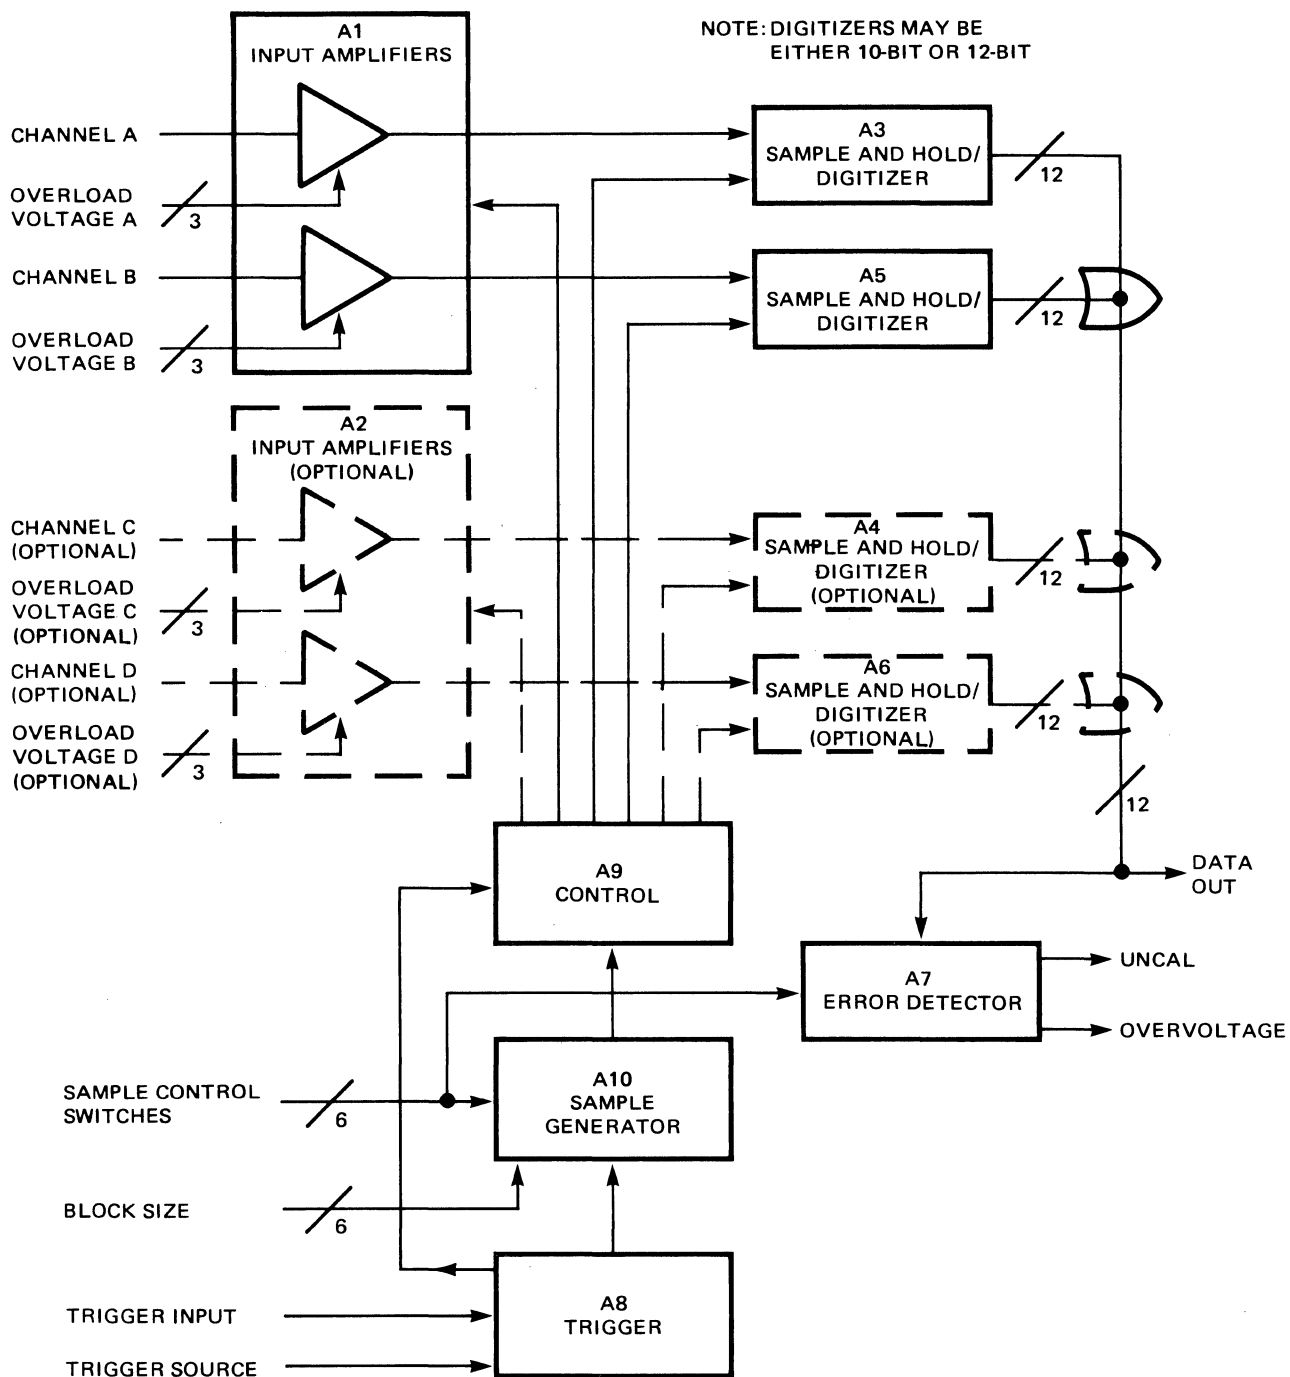 A1
INPUT AMPLIFIERS
NOTE: DIGITIZERS MAY BE
EITHER 10-BIT OR 12-BIT
CHANNEL A
OVERLOAD
VOLTAGE A
3
CHANNEL B
OVERLOAD
VOLTAGE B
3
A3
SAMPLE AND HOLD/
DIGITIZER
12
A5
SAMPLE AND HOLD/
DIGITIZER
12
A2
INPUT AMPLIFIERS
(OPTIONAL)
CHANNEL C
(OPTIONAL)
OVERLOAD
VOLTAGE C
(OPTIONAL)
3
CHANNEL D
(OPTIONAL)
OVERLOAD
VOLTAGE D
(OPTIONAL)
3
A4
SAMPLE AND HOLD/
DIGITIZER
(OPTIONAL)
12
A6
SAMPLE AND HOLD/
DIGITIZER
(OPTIONAL)
12
12
A9
CONTROL
DATA
OUT
A7
ERROR DETECTOR
UNCAL
OVERVOLTAGE
SAMPLE CONTROL
SWITCHES
6
A10
SAMPLE
GENERATOR
BLOCK SIZE
6
A8
TRIGGER
TRIGGER INPUT
TRIGGER SOURCE